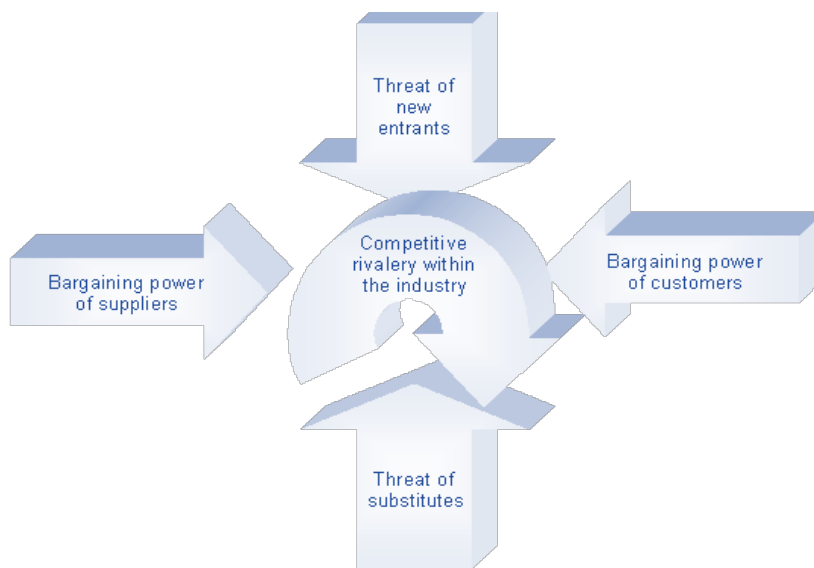 Threat of
new
entrants
Competitive
rivalery within
the industry
Bargaining power
of suppliers
Bargaining power
of customers
Threat of
substitutes